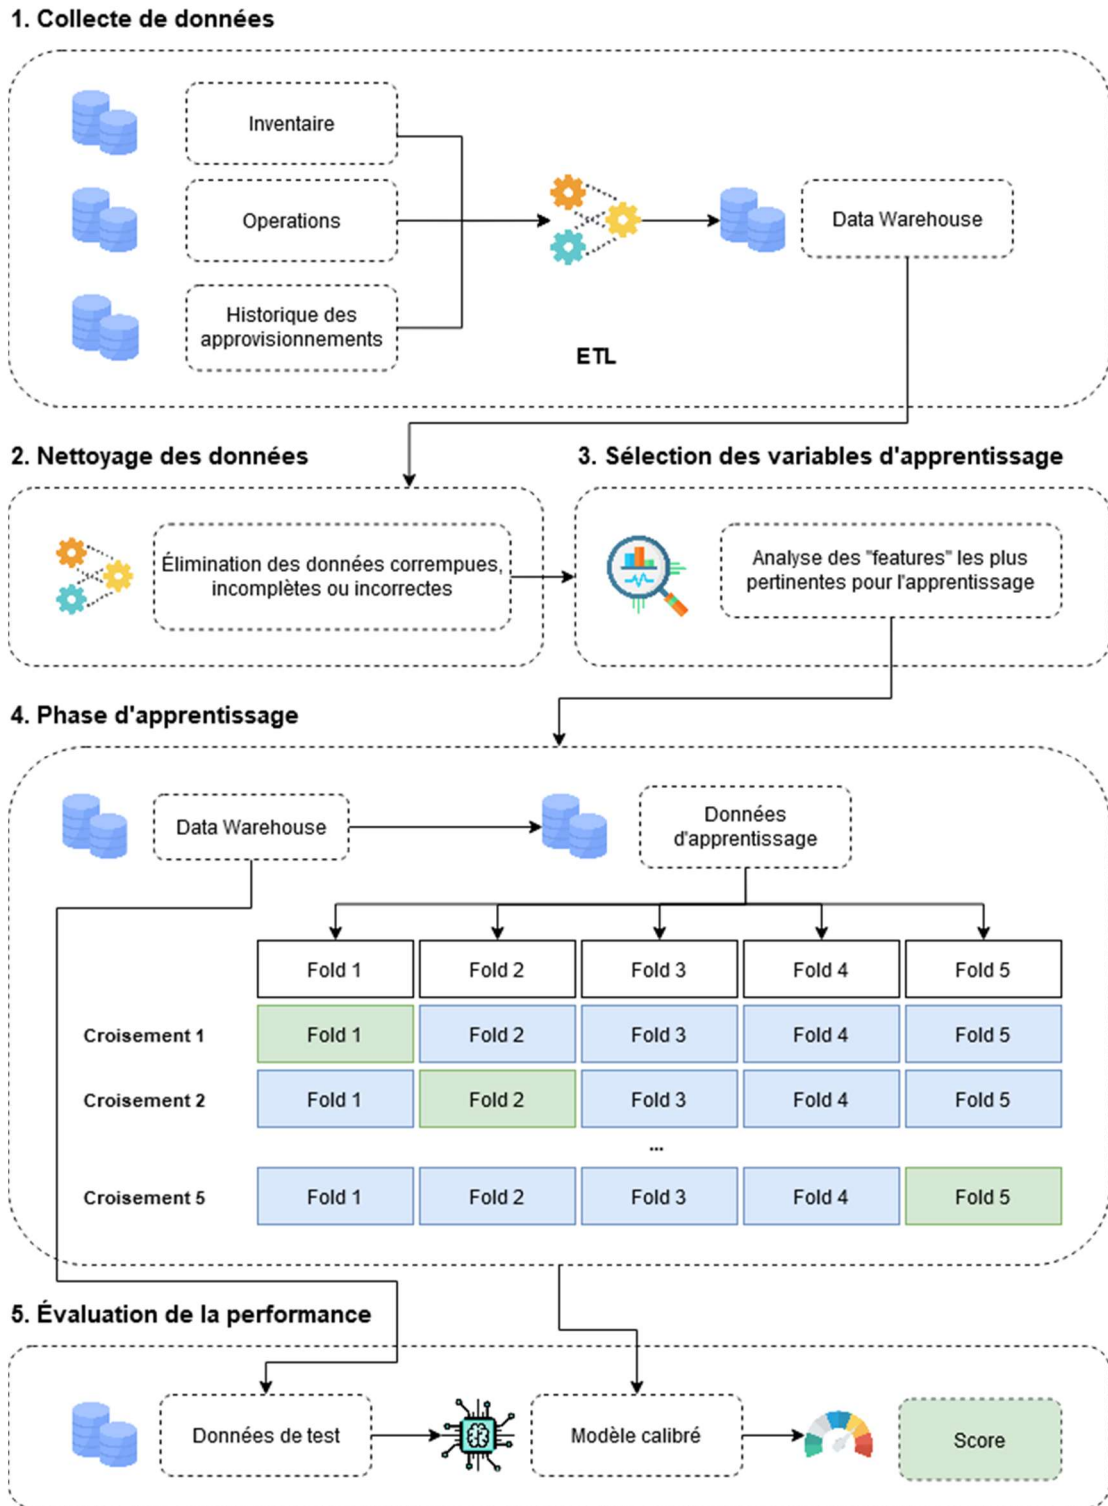 1. Collecte de données
Inventaire
Operations
Historique des
approvisionnements
ETL
Data Warehouse
2. Nettoyage des données
Élimination des données corrempues,
incomplètes ou incorrectes
3. Sélection des variables d'apprentissage
Analyse des "features" les plus
pertinentes pour l'apprentissage
4. Phase d'apprentissage
Data Warehouse
Données
d'apprentissage
Fold 1 Fold 2 Fold 3 Fold 4 Fold 5
Croisement 1 Fold 1 Fold 2 Fold 3 Fold 4 Fold 5
Croisement 2 Fold 1 Fold 2 Fold 3 Fold 4 Fold 5
...
Croisement 5 Fold 1 Fold 2 Fold 3 Fold 4 Fold 5
5. Évaluation de la performance
Données de test
Modèle calibré
Score